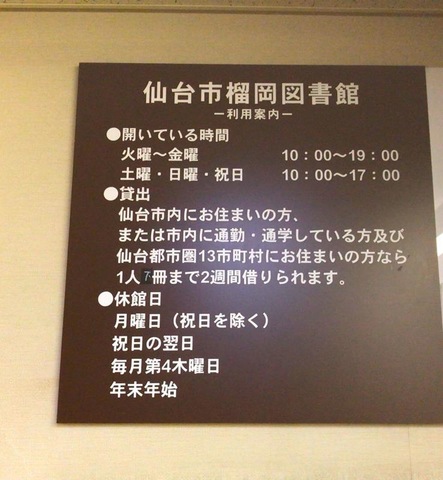 仙台市榴岡図書館
ー利用案内ー
●開いている時間
火曜〜金曜 10：00〜19：00
土曜・日曜・祝日 10：00〜17：00
●貸出
仙台市内にお住まいの方、
または市内に通勤・通学している方及び
仙台都市圏13市町村にお住まいの方なら
1人冊まで2週間借りられます。
●休館日
月曜日（祝日を除く）
祝日の翌日
毎月第4木曜日
年末年始